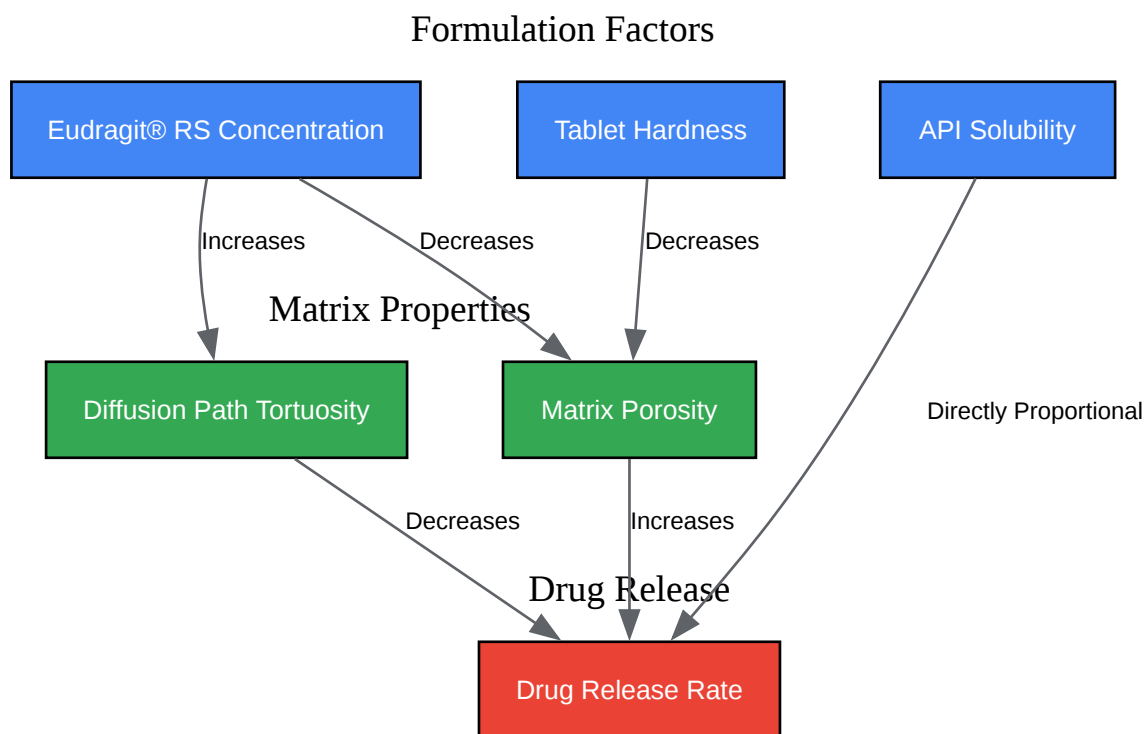 Formulation Factors
Eudragit® RS Concentration
Tablet Hardness
API Solubility
Increases
Decreases
Decreases
Matrix Properties
Diffusion Path Tortuosity
Matrix Porosity
Directly Proportional
Decreases
Increases
Drug Release
Drug Release Rate